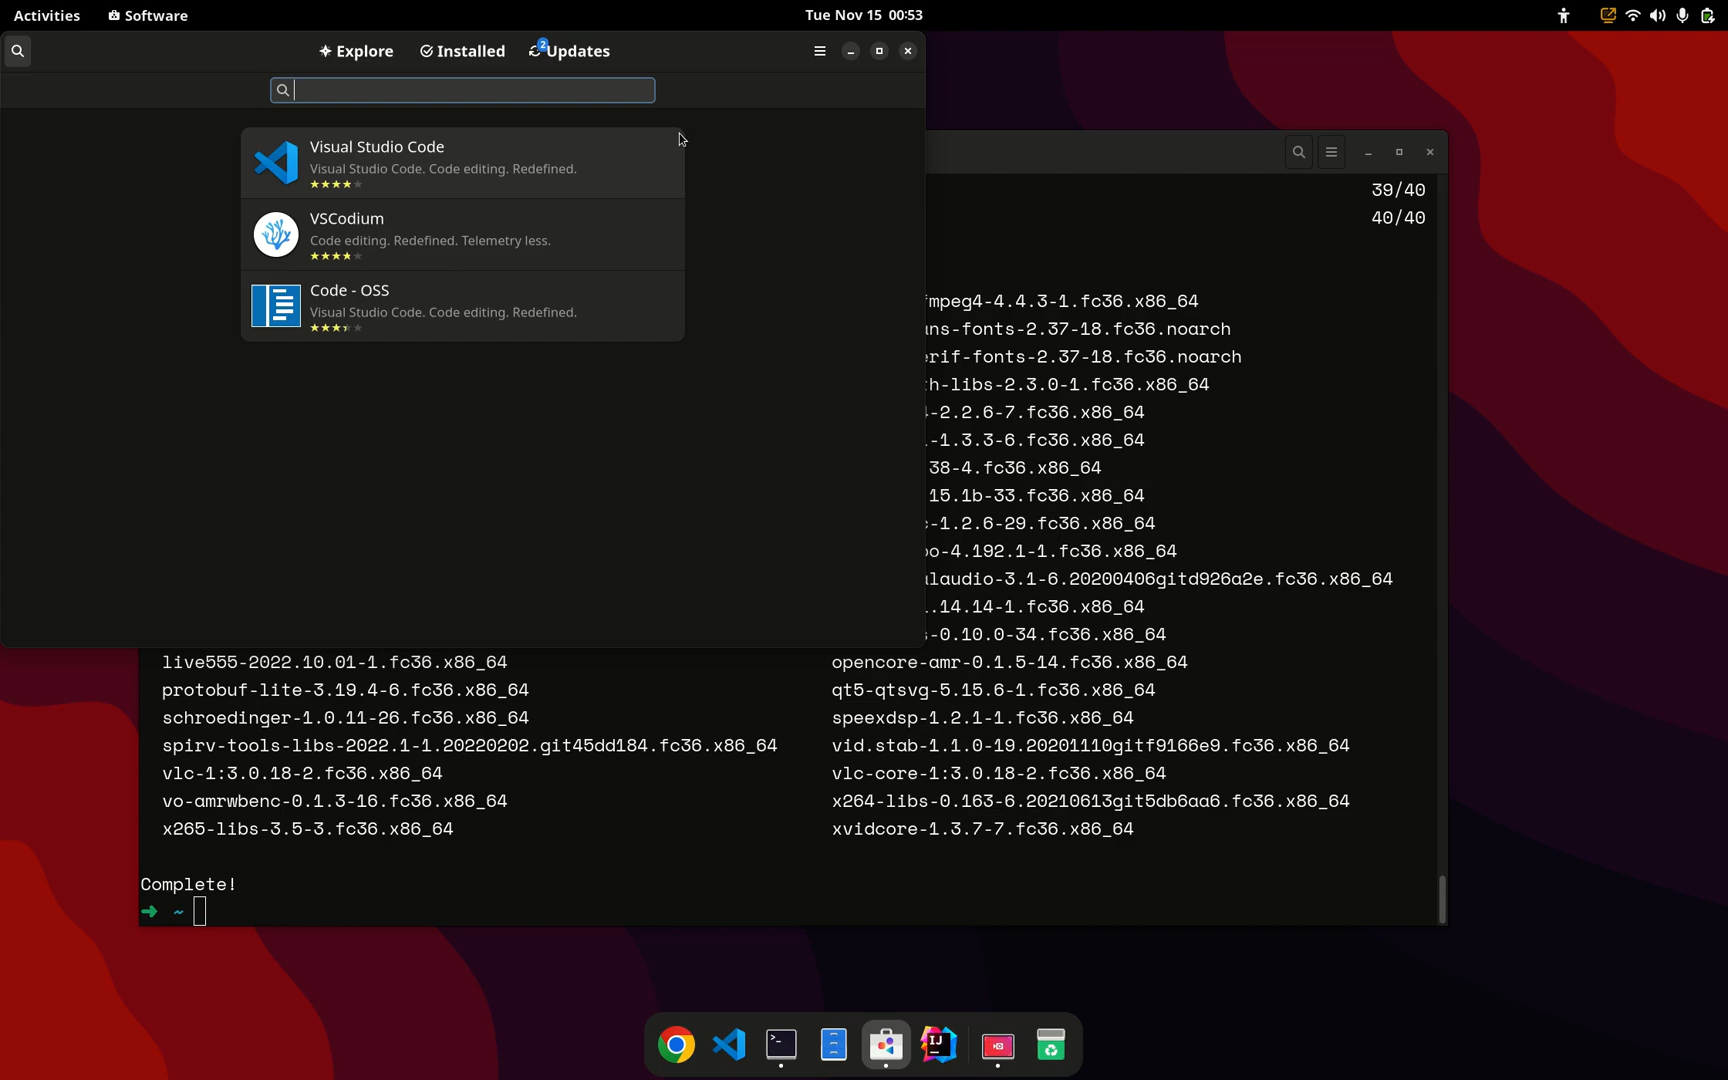 Activities
Software
Tue Nov 15 00:53
Explore
Installed
2
Updates
Visual Studio Code
Visual Studio Code. Code editing. Redefined.
VSCodium
Code editing. Redefined. Telemetry less.
Code - OSS
Visual Studio Code. Code editing. Redefined.
39/40
40/40
mpeg4-4.4.3-1.fc36.x86_64
ns-fonts-2.37-18.fc36.noarch
rif-fonts-2.37-18.fc36.noarch
h-libs-2.3.0-1.fc36.x86_64
-2.2.6-7.fc36.x86_64
-1.3.3-6.fc36.x86_64
38-4.fc36.x86_64
15.1b-33.fc36.x86_64
-1.2.6-29.fc36.x86_64
o-4.192.1-1.fc36.x86_64
laudio-3.1-6.20200406gitd926a2e.fc36.x86_64
.14.14-1.fc36.x86_64
-0.10.0-34.fc36.x86_64
live555-2022.10.01-1.fc36.x86_64 opencore-amr-0.1.5-14.fc36.x86_64
protobuf-lite-3.19.4-6.fc36.x86_64 qt5-qtsvg-5.15.6-1.fc36.x86_64
schroedinger-1.0.11-26.fc36.x86_64 speexdsp-1.2.1-1.fc36.x86_64
spirv-tools-libs-2022.1-1.20220202.git45dd184.fc36.x86_64 vid.stab-1.1.0-19.20201110gitf9166e9.fc36.x86_64
vlc-1:3.0.18-2.fc36.x86_64 vlc-core-1:3.0.18-2.fc36.x86_64
vo-amrwbenc-0.1.3-16.fc36.x86_64 x264-libs-0.163-6.20210613git5db6aa6.fc36.x86_64
x265-libs-3.5-3.fc36.x86_64 xvidcore-1.3.7-7.fc36.x86_64
Complete!
➜ ~
>_
IJ